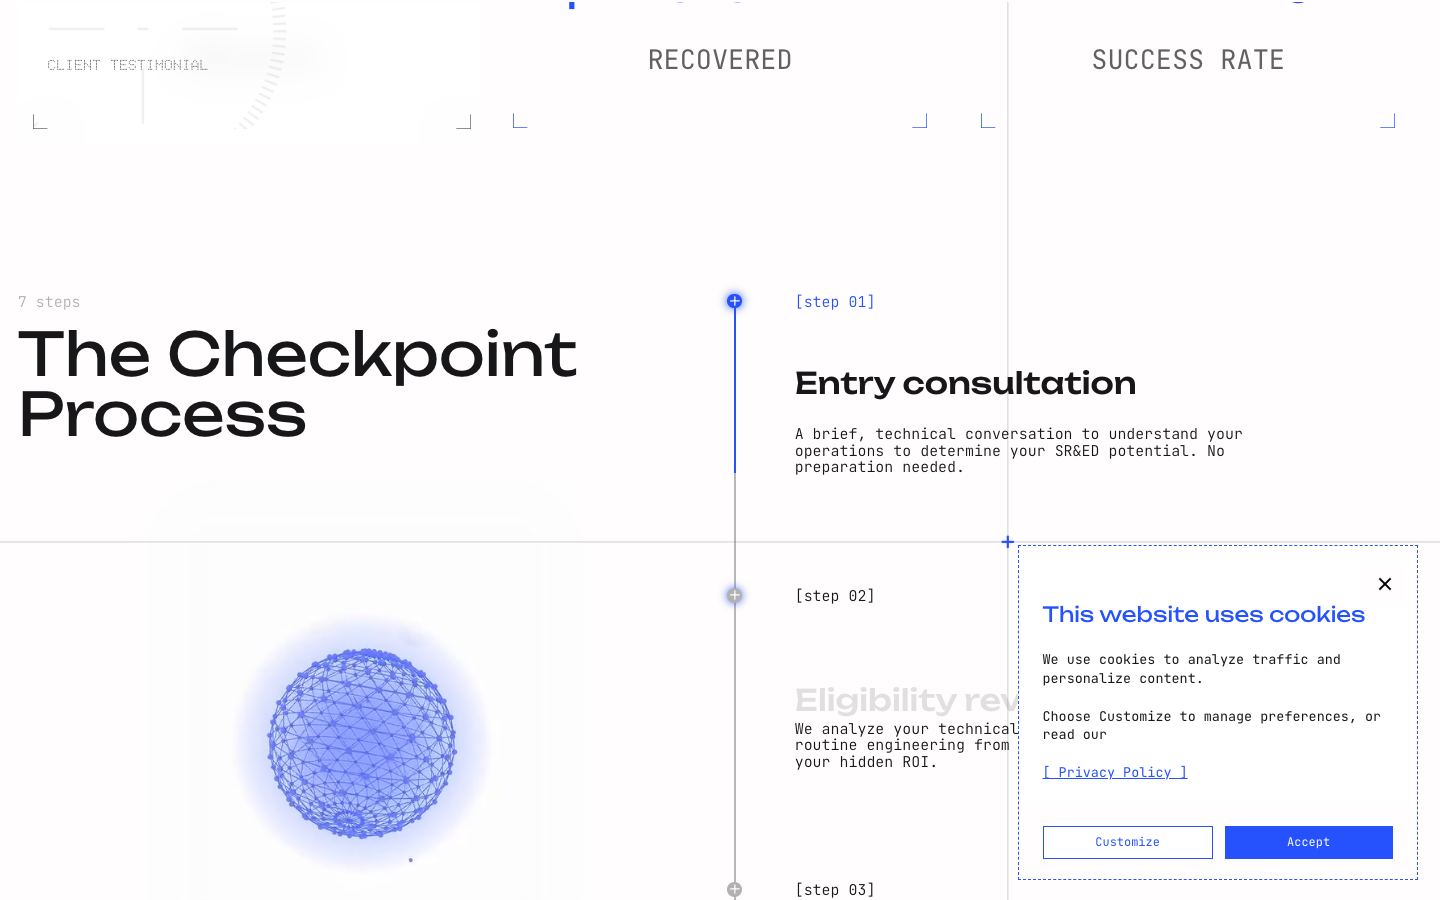 CLIENT TESTIMONIAL
RECOVERED
SUCCESS RATE
7 steps
The Checkpoint
Process
[step 01]
Entry consultation
A brief, technical conversation to understand your
operations to determine your SR&ED potential. No
preparation needed.
[step 02]
Eligibility
We analyze your technical
routine engineering from
your hidden ROI.
[step 03]
This website uses cookies
We use cookies to analyze traffic and
personalize content.
Choose Customize to manage preferences, or
read our
[ Privacy Policy ]
Customize
Accept